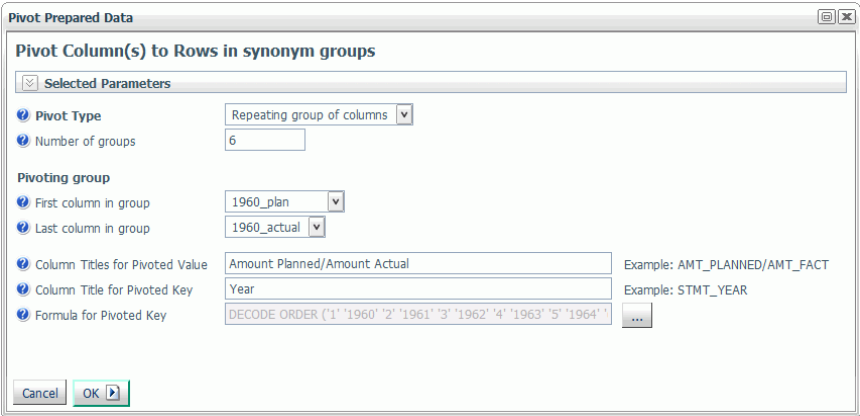 Pivot Prepared Data
Pivot Column(s) to Rows in synonym groups
Selected Parameters
Pivot Type Repeating group of columns
Number of groups 6
Pivoting group
First column in group 1960_plan
Last column in group 1960_actual
Column Titles for Pivoted Value Amount Planned/Amount Actual Example: AMT_PLANNED/AMT_FACT
Column Title for Pivoted Key Year Example: STMT_YEAR
Formula for Pivoted Key DECODE ORDER ('1' '1960' '2' '1961' '3' '1962' '4' '1963' '5' '1964' ' ...
Cancel OK